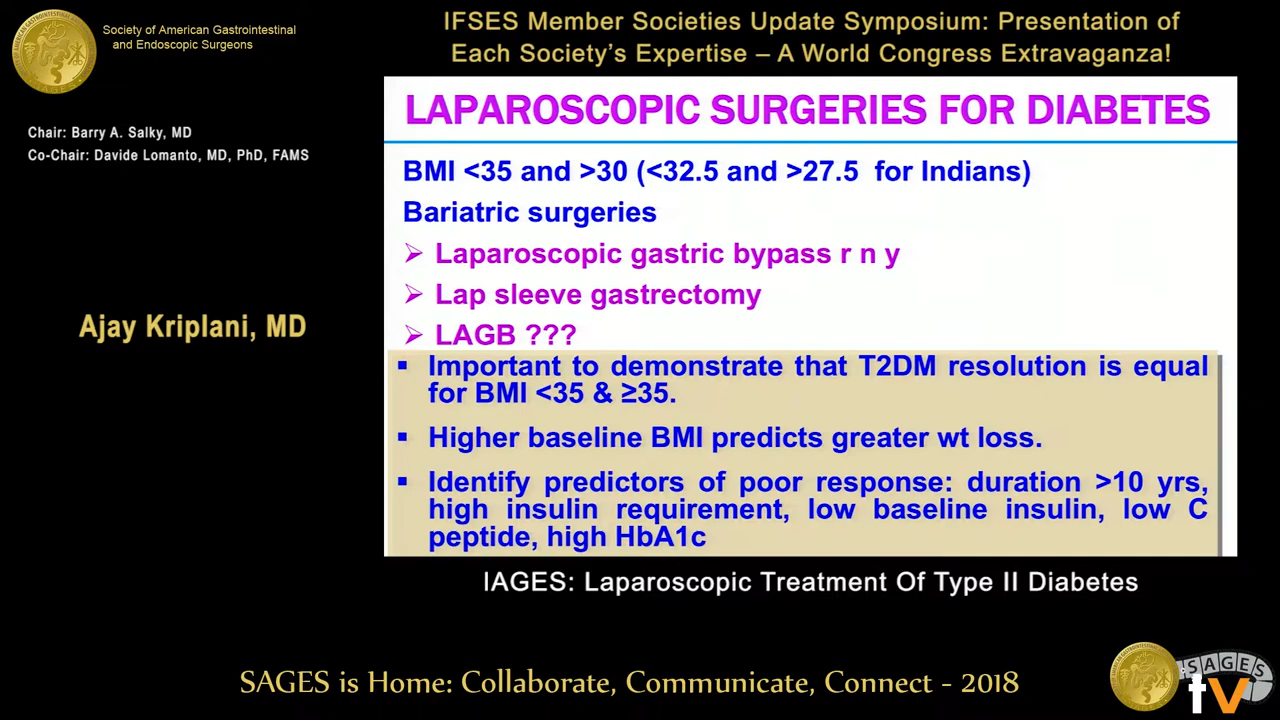 Society of American Gastrointestinal
and Endoscopic Surgeons
IFSES Member Societies Update Symposium: Presentation of
Each Society's Expertise – A World Congress Extravaganza!
Chair: Barry A. Salky, MD
Co-Chair: Davide Lomanto, MD, PhD, FAMS
Ajay Kriplani, MD
LAPAROSCOPIC SURGERIES FOR DIABETES
BMI <35 and >30 (<32.5 and >27.5 for Indians)
Bariatric surgeries
➢ Laparoscopic gastric bypass r n y
➢ Lap sleeve gastrectomy
➢ LAGB ???
▪ Important to demonstrate that T2DM resolution is equal
for BMI <35 & ≥35.
▪ Higher baseline BMI predicts greater wt loss.
▪ Identify predictors of poor response: duration >10 yrs,
high insulin requirement, low baseline insulin, low C
peptide, high HbA1c
IAGES: Laparoscopic Treatment Of Type II Diabetes
SAGES is Home: Collaborate, Communicate, Connect - 2018
SAGES
tv